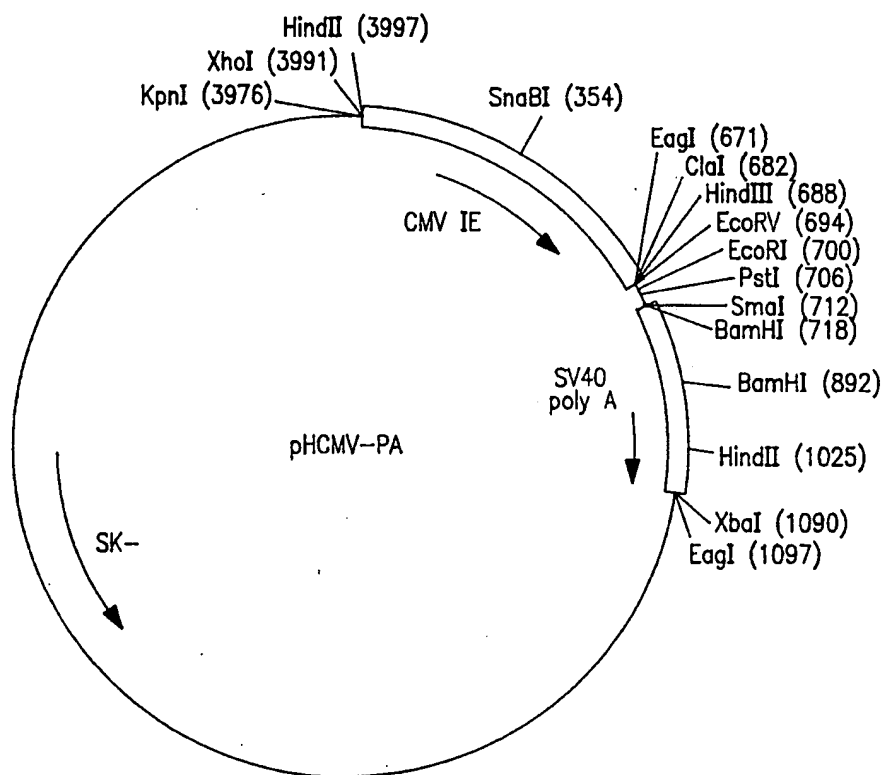 HindII (3997)
XhoI (3991)
KpnI (3976)
SnaBI (354)
EagI (671)
ClaI (682)
HindIII (688)
EcoRV (694)
EcoRI (700)
PstI (706)
SmaI (712)
BamHI (718)
CMV IE
SV40
poly A
BamHI (892)
pHCMV-PA
HindII (1025)
XbaI (1090)
EagI (1097)
SK-